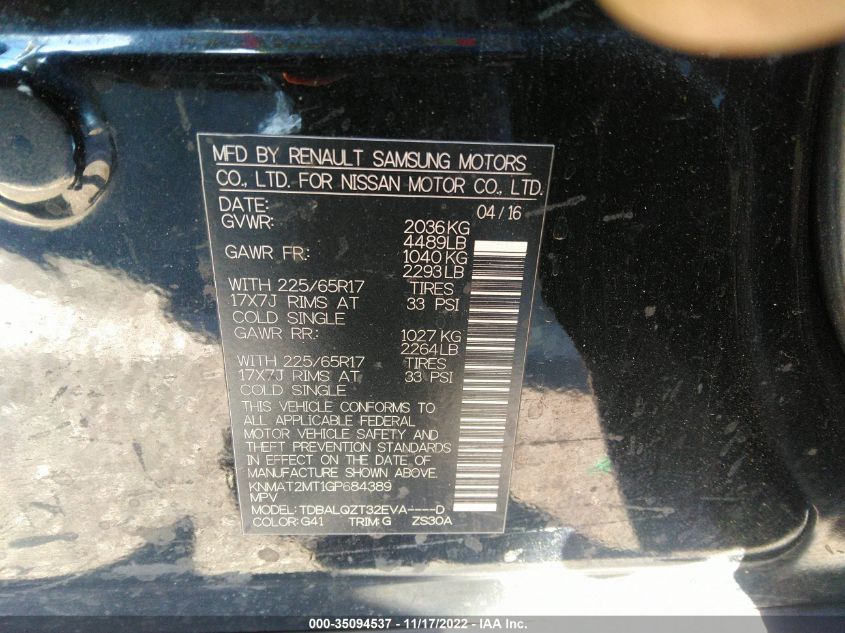 MFD BY RENAULT SAMSUNG MOTORS
CO., LTD. FOR NISSAN MOTOR CO., LTD.
DATE: 04/16
GVWR: 2036KG
4489LB
GAWR FR: 1040 KG
2293LB
WITH 225/65R17 TIRES
17X7J RIMS AT 33 PSI
COLD SINGLE
GAWR RR: 1027 KG
2264LB
WITH 225/65R17 TIRES
17X7J RIMS AT 33 PSI
COLD SINGLE
THIS VEHICLE CONFORMS TO
ALL APPLICABLE FEDERAL
MOTOR VEHICLE SAFETY AND
THEFT PREVENTION STANDARDS
IN EFFECT ON THE DATE OF
MANUFACTURE SHOWN ABOVE.
KNMAT2MT1GP684389
MPV
MODEL: TDBALQZT32EVA----D
COLOR: G41 TRIM: G ZS30A
000-35094537 - 11/17/2022 - IAA Inc.